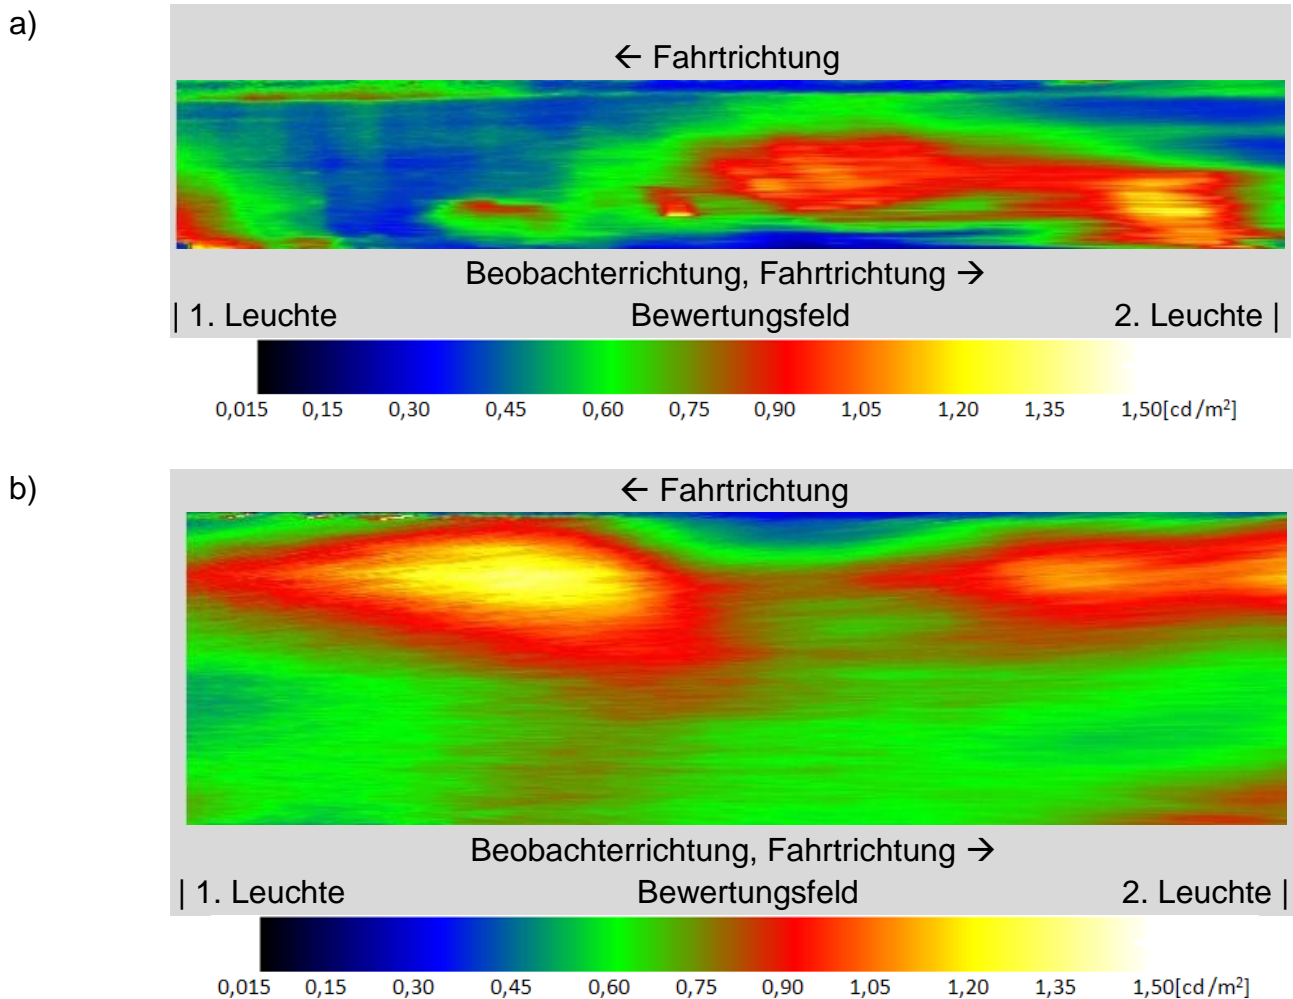 a)
← Fahrtrichtung
Beobachterrichtung, Fahrtrichtung →
| 1. Leuchte Bewertungsfeld 2. Leuchte |
0,015 0,15 0,30 0,45 0,60 0,75 0,90 1,05 1,20 1,35 1,50[cd/m²]
b)
← Fahrtrichtung
Beobachterrichtung, Fahrtrichtung →
| 1. Leuchte Bewertungsfeld 2. Leuchte |
0,015 0,15 0,30 0,45 0,60 0,75 0,90 1,05 1,20 1,35 1,50[cd/m²]